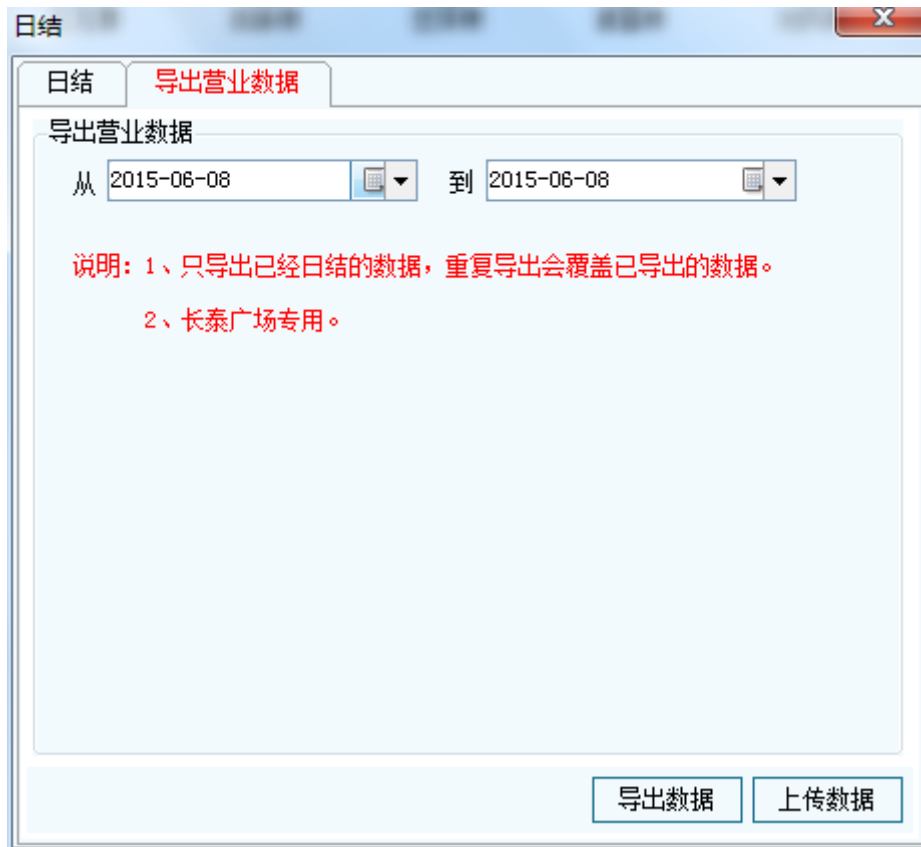 日结
日结 导出营业数据
导出营业数据
从 2015-06-08 到 2015-06-08
说明：1、只导出已经日结的数据，重复导出会覆盖已导出的数据。
2、长泰广场专用。
导出数据 上传数据